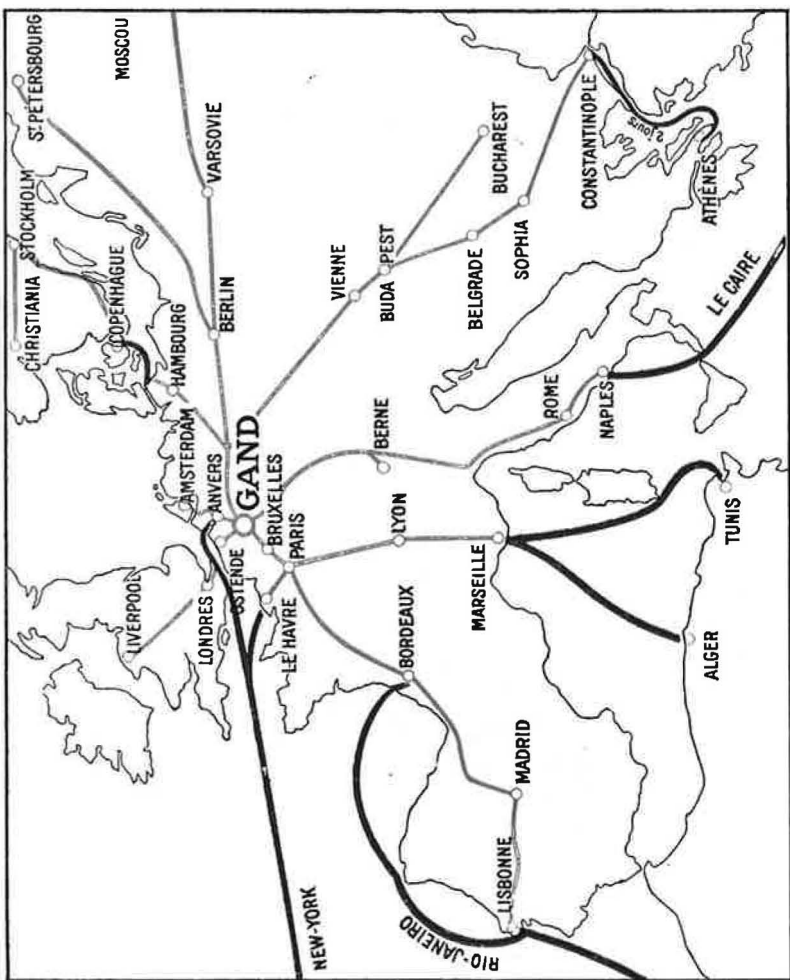 ST PÉTERSBOURG
MOSCOU
STOCKHOLM
CHRISTIANIA
COPENHAGUE
HAMBOURG
VARSOVIE
BERLIN
AMSTERDAM
ANVERS
GAND
LIVERPOOL
LONDRES
OSTENDE
BRUXELLES
PARIS
LE HAVRE
NEW-YORK
VIENNE
BUDA PEST
BUCHAREST
BELGRADE
SOPHIA
CONSTANTINOPLE
2 jours
ATHÈNES
BERNE
LYON
BORDEAUX
MARSEILLE
ROME
NAPLES
LE CAIRE
MADRID
LISBONNE
RIO-JANEIRO
ALGER
TUNIS